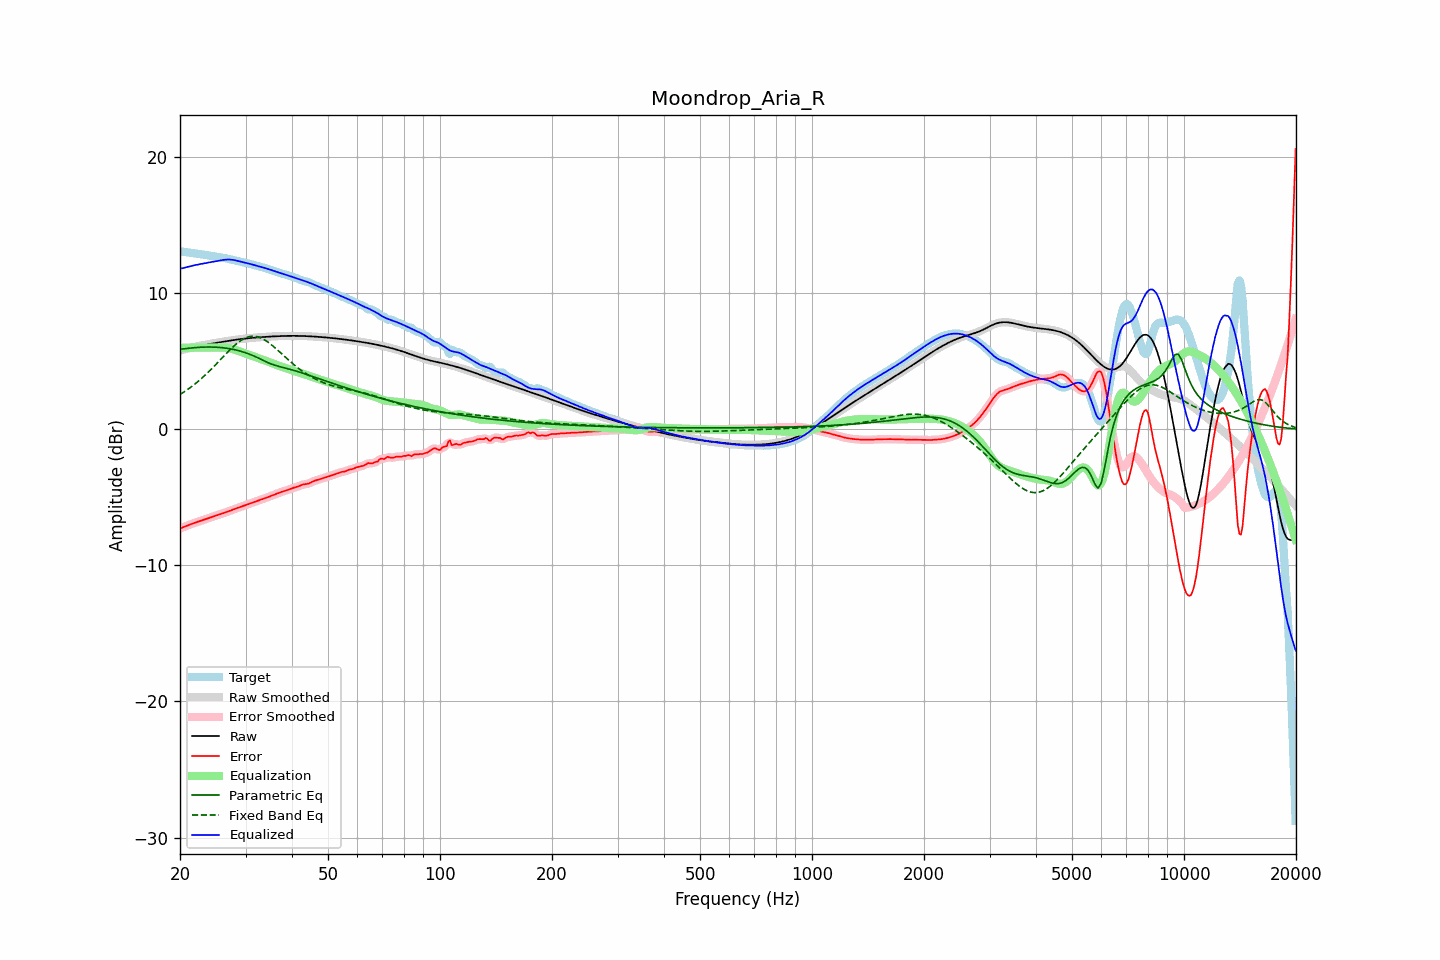 Moondrop_Aria_R
Amplitude (dBr)
20
10
0
−10
−20
−30
Target
Raw Smoothed
Error Smoothed
Raw
Error
Equalization
Parametric Eq
Fixed Band Eq
Equalized
20 50 100 200 500 1000 2000 5000 10000 20000
Frequency (Hz)